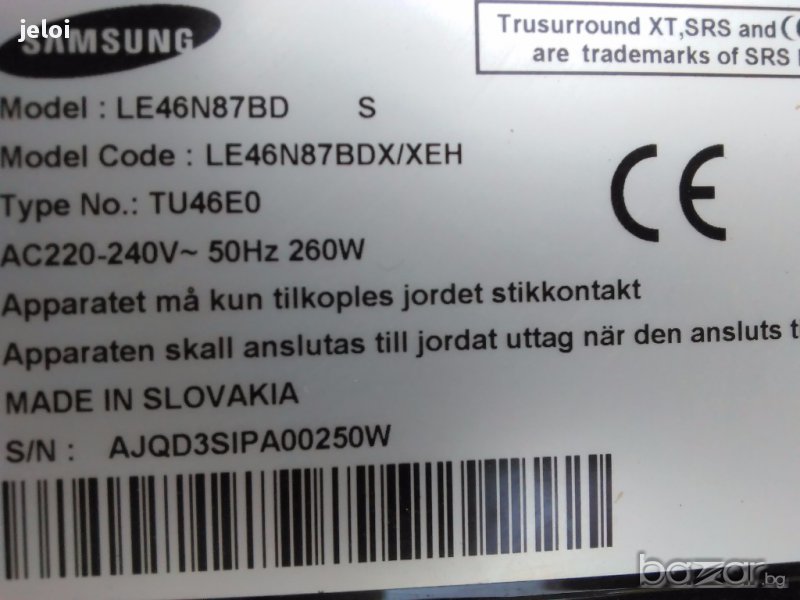 jeloi
SAMSUNG
Trusurround XT,SRS and
are trademarks of SRS
Model : LE46N87BD S
Model Code : LE46N87BDX/XEH
Type No.: TU46E0
AC220-240V~ 50Hz 260W
CE
Apparatet må kun tilkoples jordet stikkontakt
Apparaten skall anslutas till jordat uttag när den ansluts
MADE IN SLOVAKIA
S/N : AJQD3SIPA00250W
bazar.bg